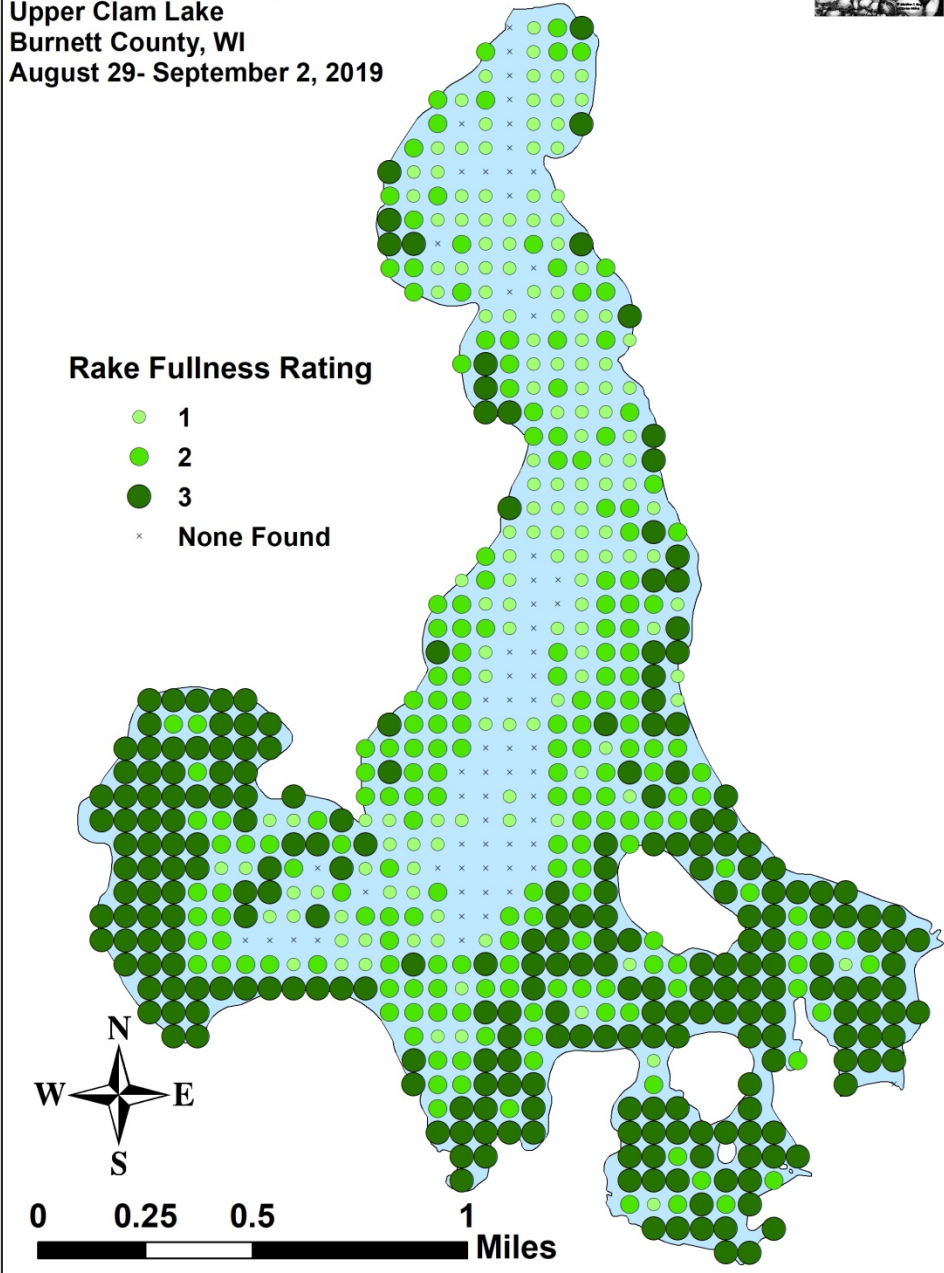 Upper Clam Lake
Burnett County, WI
August 29- September 2, 2019
Rake Fullness Rating
1
2
3
None Found
N
W E
S
0 0.25 0.5 1
Miles